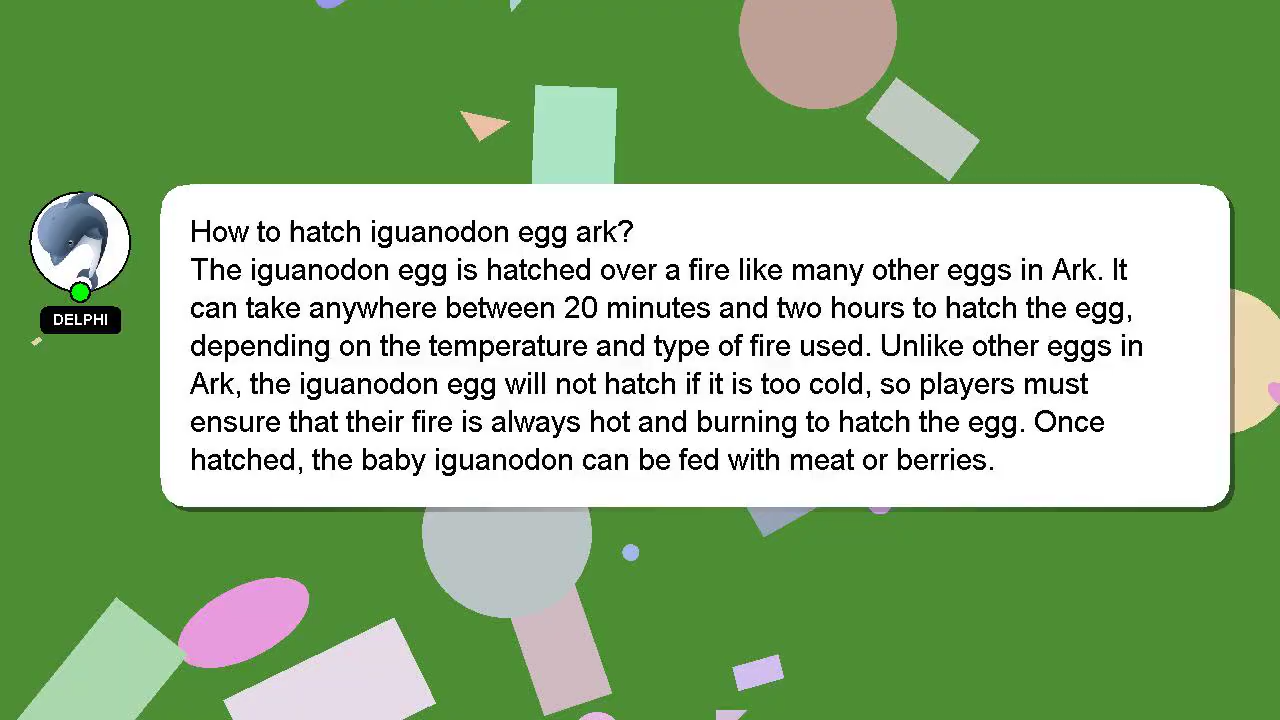 How to hatch iguanodon egg ark?
The iguanodon egg is hatched over a fire like many other eggs in Ark. It
can take anywhere between 20 minutes and two hours to hatch the egg,
depending on the temperature and type of fire used. Unlike other eggs in
Ark, the iguanodon egg will not hatch if it is too cold, so players must
ensure that their fire is always hot and burning to hatch the egg. Once
hatched, the baby iguanodon can be fed with meat or berries.
DELPHI